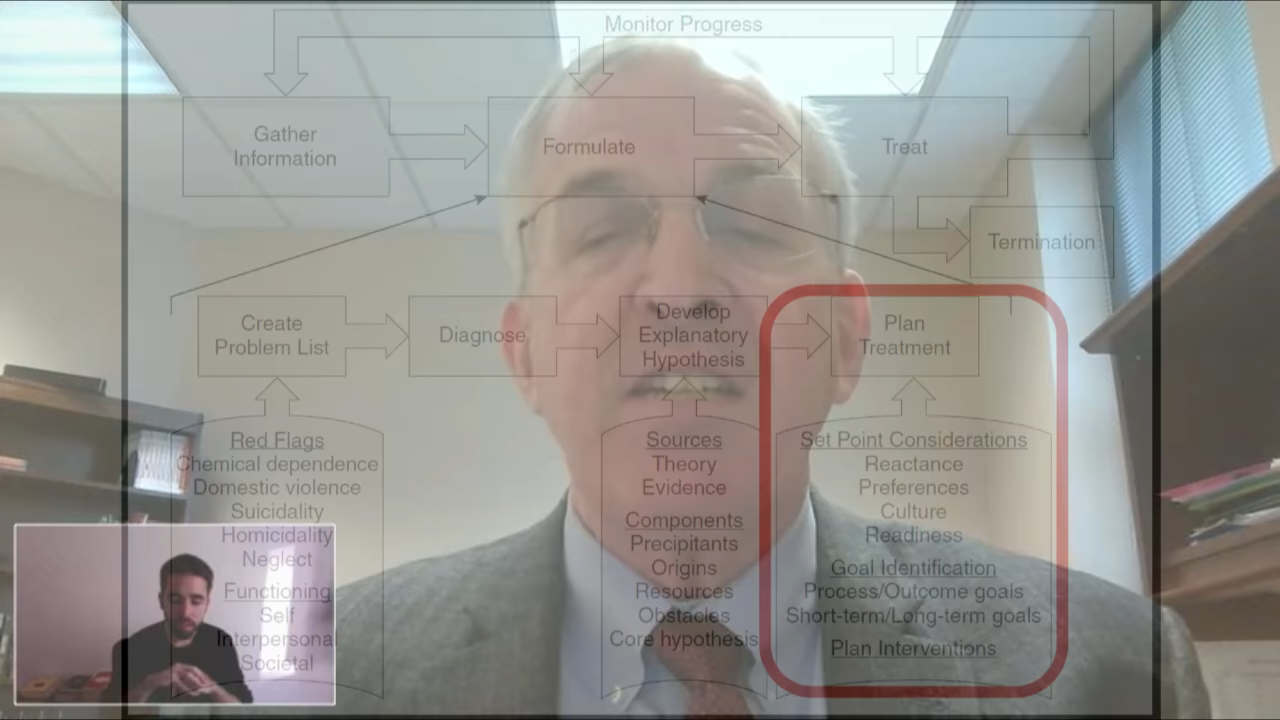 Monitor Progress
Gather
Information
Formulate
Treat
Termination
Create
Problem List
Diagnose
Develop
Explanatory
Hypothesis
Plan
Treatment
Red Flags
Chemical dependence
Domestic violence
Suicidality
Homicidality
Neglect
Functioning
Self
Interpersonal
Societal
Sources
Theory
Evidence
Components
Precipitants
Origins
Resources
Obstacles
Core hypothesis
Set Point Considerations
Reactance
Preferences
Culture
Readiness
Goal Identification
Process/Outcome goals
Short-term/Long-term goals
Plan Interventions